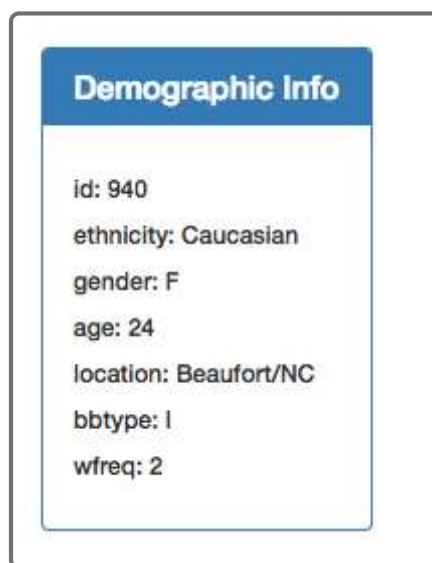 Demographic Info
id: 940
ethnicity: Caucasian
gender: F
age: 24
location: Beaufort/NC
bbtype: I
wfreq: 2